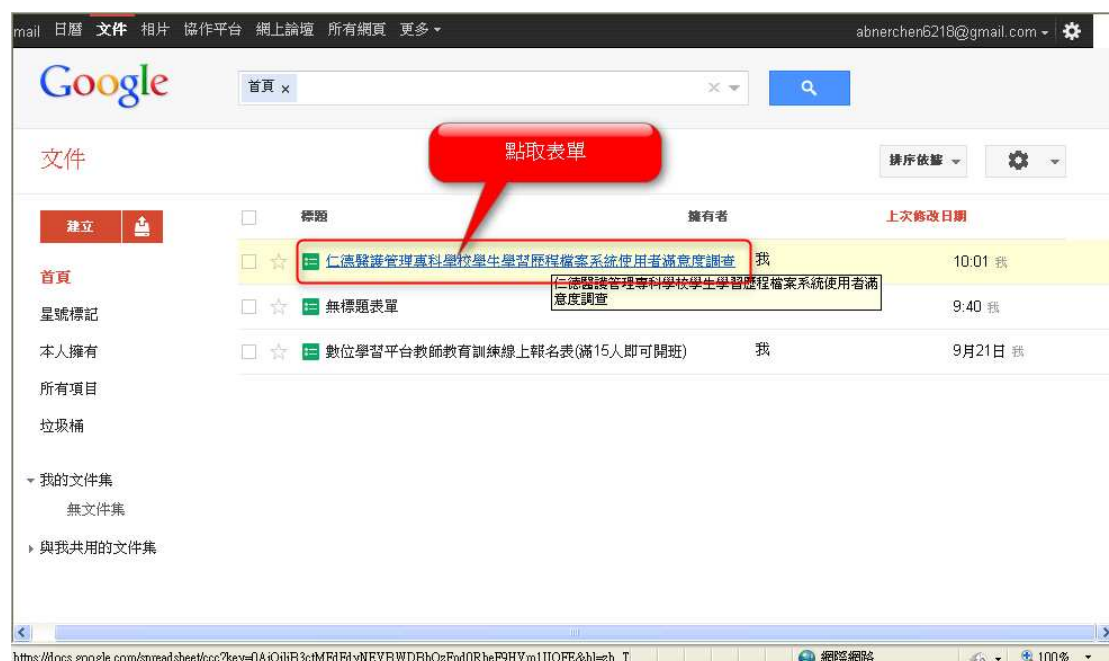 mail 日曆 文件 相片 協作平台 網上論壇 所有網頁 更多
abnerchen6218@gmail.com
Google
首頁 x
文件
點取表單
排序依據
建立
標題 擁有者 上次修改日期
仁德醫護管理專科學校學生學習歷程檔案系統使用者滿意度調查 我 10:01 我
仁德醫護管理專科學校學生學習歷程檔案系統使用者滿
意度調查
首頁
星號標記
無標題表單 9:40 我
本人擁有
數位學習平台教師教育訓練線上報名表(滿15人即可開班) 我 9月21日 我
所有項目
垃圾桶
我的文件集
無文件集
與我共用的文件集
網際網路 100%